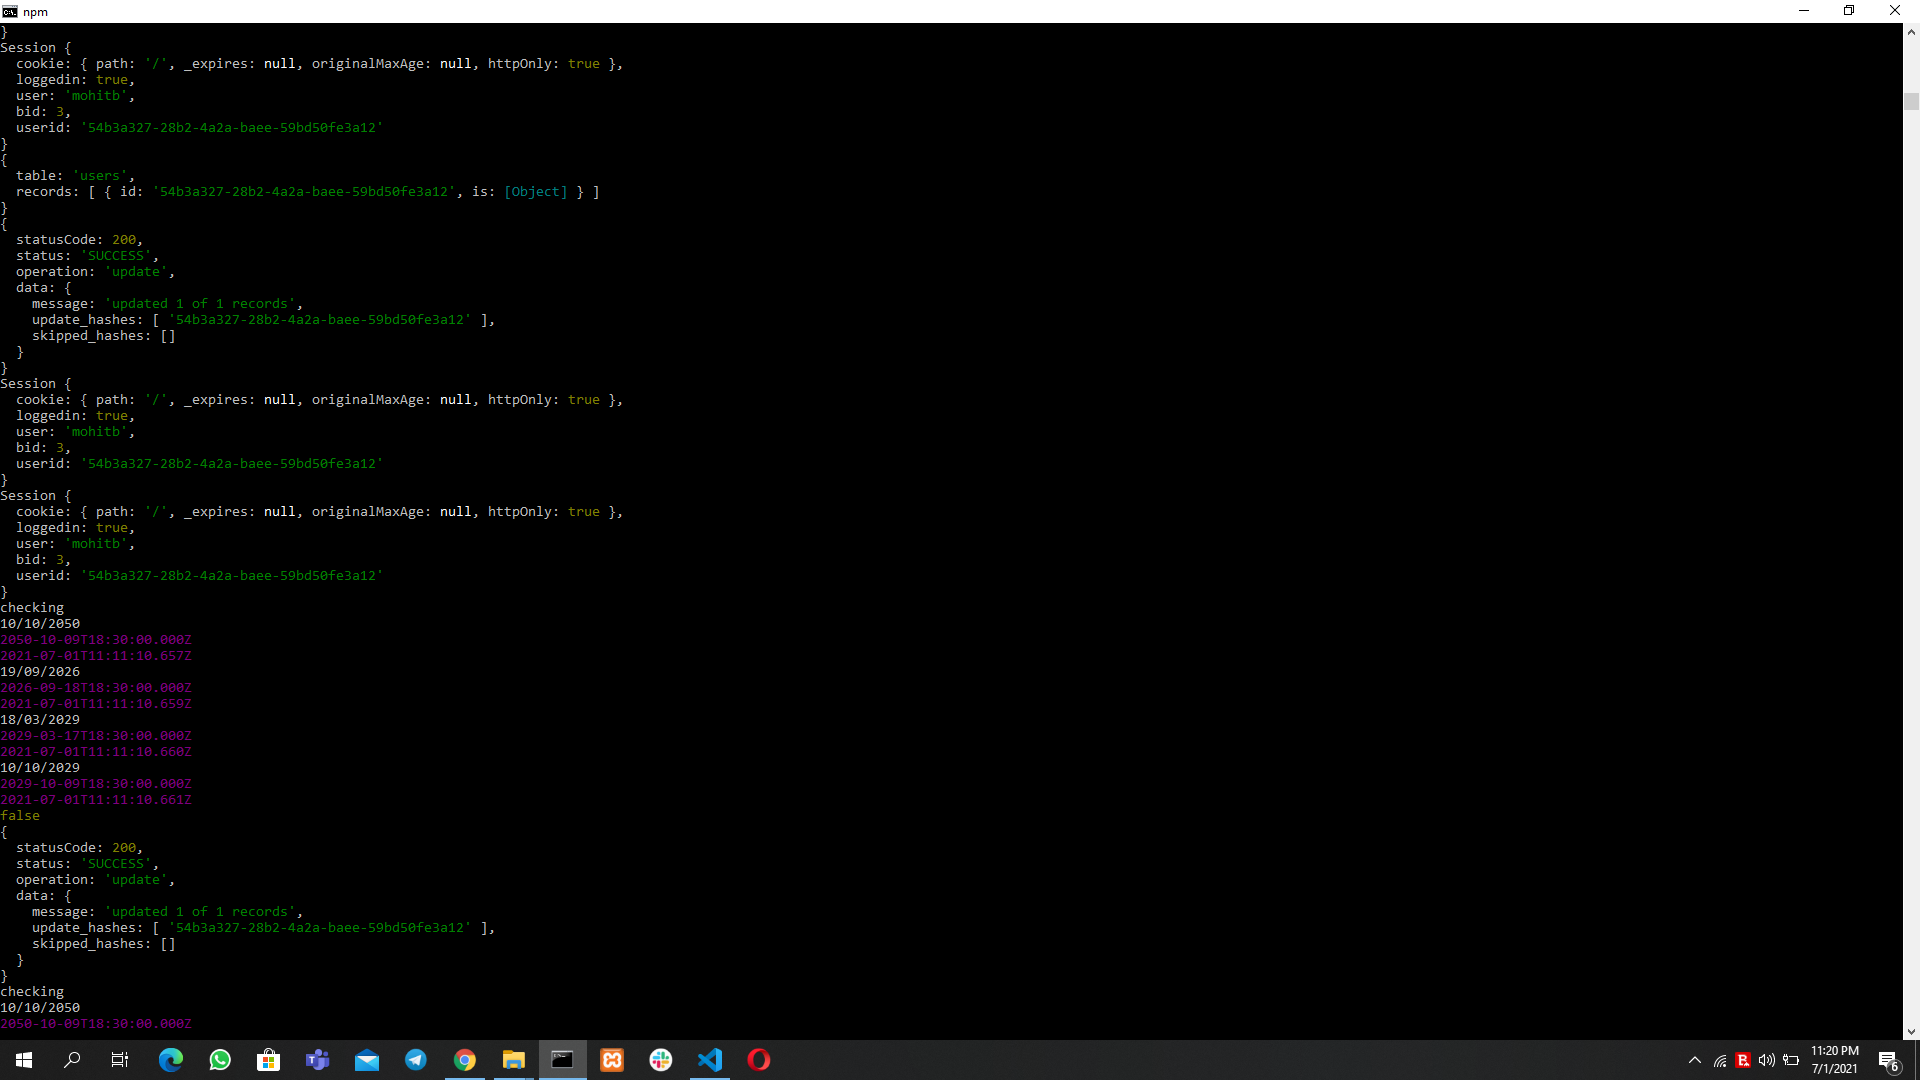 npm
}
Session {
  cookie: { path: '/', _expires: null, originalMaxAge: null, httpOnly: true },
  loggedin: true,
  user: 'mohitb',
  bid: 3,
  userid: '54b3a327-28b2-4a2a-baee-59bd50fe3a12'
}
{
  table: 'users',
  records: [ { id: '54b3a327-28b2-4a2a-baee-59bd50fe3a12', is: [Object] } ]
}
{
  statusCode: 200,
  status: 'SUCCESS',
  operation: 'update',
  data: {
    message: 'updated 1 of 1 records',
    update_hashes: [ '54b3a327-28b2-4a2a-baee-59bd50fe3a12' ],
    skipped_hashes: []
  }
}
Session {
  cookie: { path: '/', _expires: null, originalMaxAge: null, httpOnly: true },
  loggedin: true,
  user: 'mohitb',
  bid: 3,
  userid: '54b3a327-28b2-4a2a-baee-59bd50fe3a12'
}
Session {
  cookie: { path: '/', _expires: null, originalMaxAge: null, httpOnly: true },
  loggedin: true,
  user: 'mohitb',
  bid: 3,
  userid: '54b3a327-28b2-4a2a-baee-59bd50fe3a12'
}
checking
10/10/2050
2050-10-09T18:30:00.000Z
2021-07-01T11:11:10.657Z
19/09/2026
2026-09-18T18:30:00.000Z
2021-07-01T11:11:10.659Z
18/03/2029
2029-03-17T18:30:00.000Z
2021-07-01T11:11:10.660Z
10/10/2029
2029-10-09T18:30:00.000Z
2021-07-01T11:11:10.661Z
false
{
  statusCode: 200,
  status: 'SUCCESS',
  operation: 'update',
  data: {
    message: 'updated 1 of 1 records',
    update_hashes: [ '54b3a327-28b2-4a2a-baee-59bd50fe3a12' ],
    skipped_hashes: []
  }
}
checking
10/10/2050
2050-10-09T18:30:00.000Z
11:20 PM
7/1/2021
6